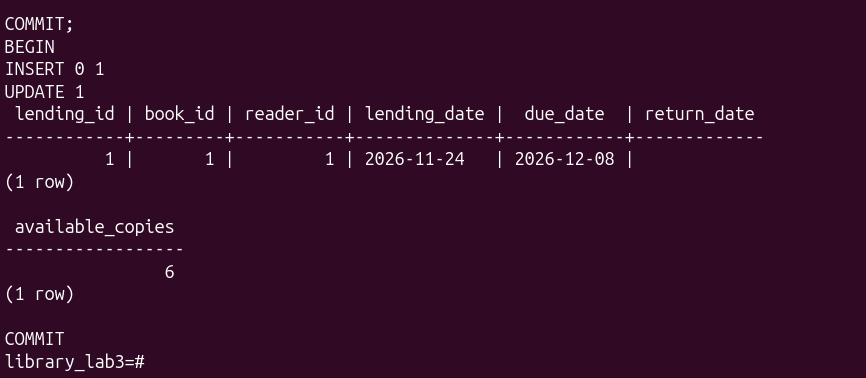 COMMIT;
BEGIN
INSERT 0 1
UPDATE 1
 lending_id | book_id | reader_id | lending_date |  due_date  | return_date
------------+---------+-----------+--------------+------------+-------------
          1 |       1 |         1 | 2026-11-24   | 2026-12-08 |
(1 row)

 available_copies
------------------
                6
(1 row)

COMMIT
library_lab3=#